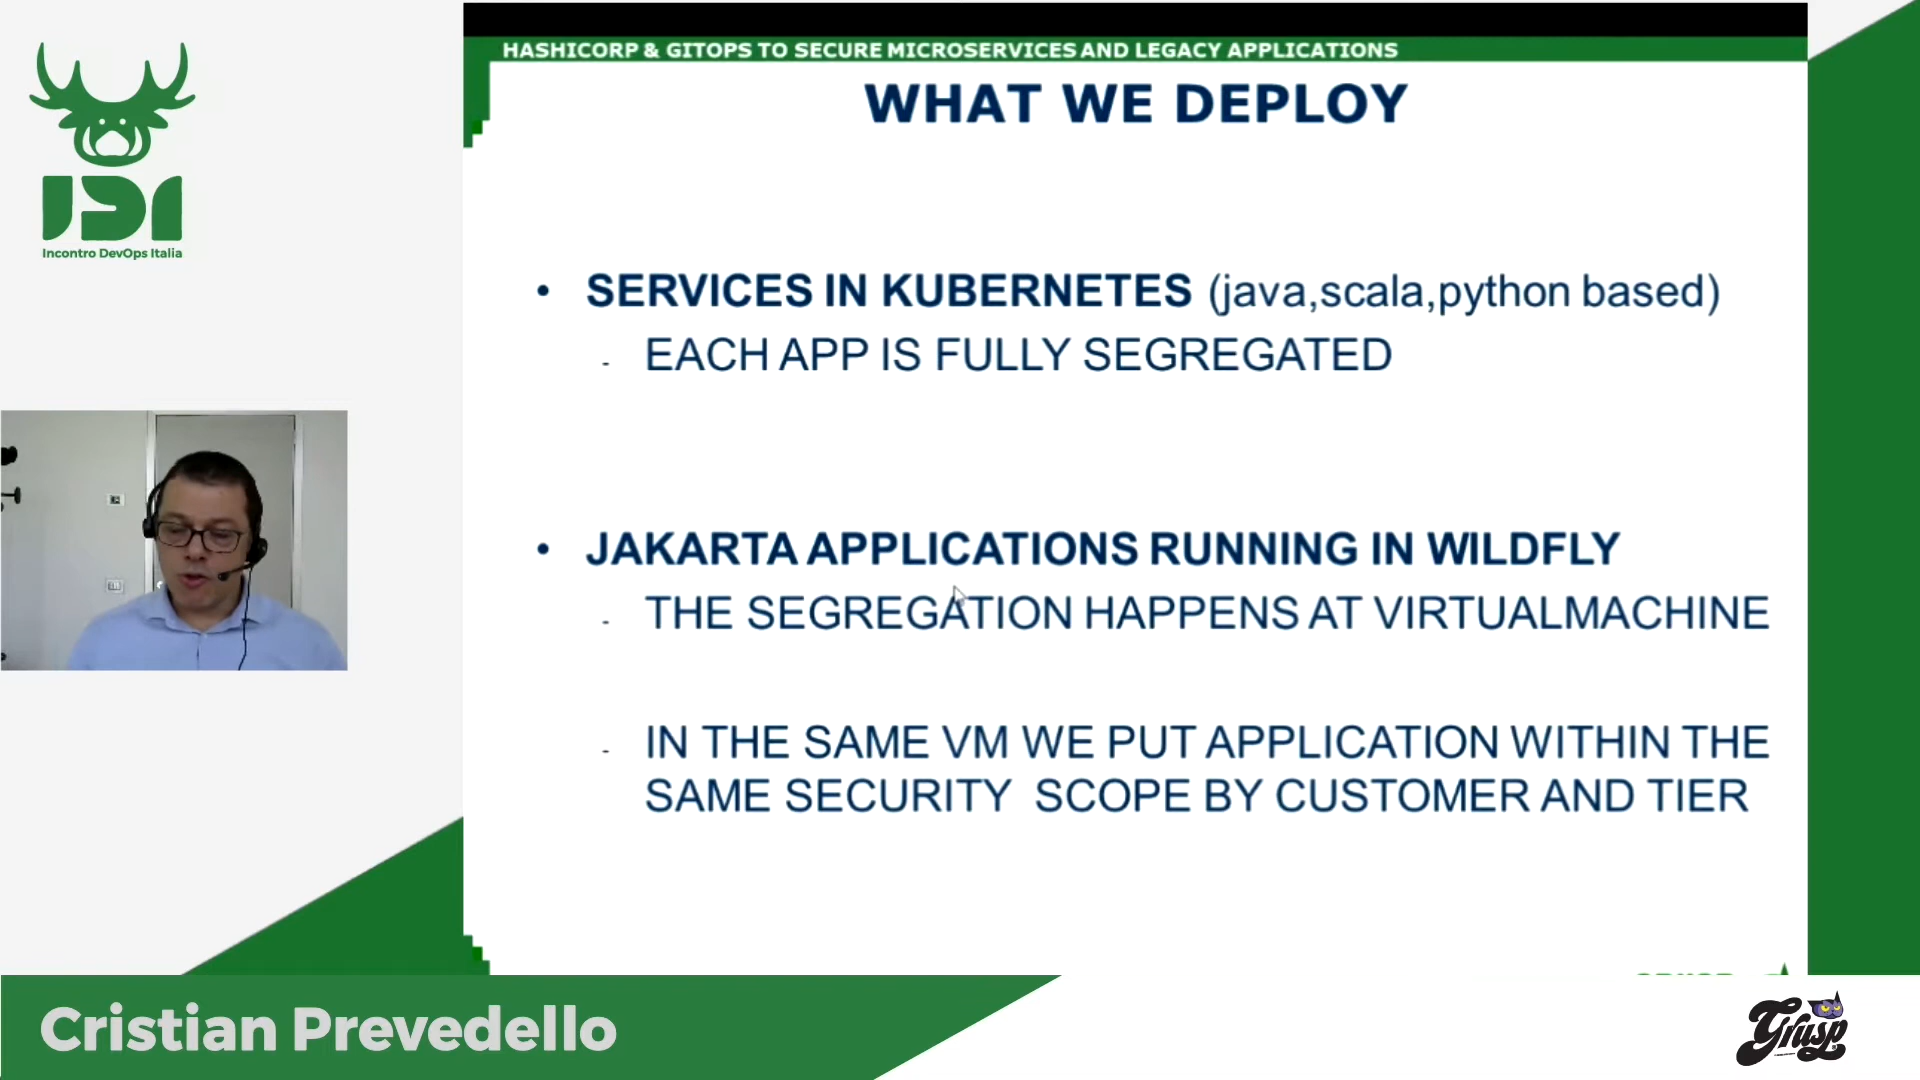 HASHICORP & GITOPS TO SECURE MICROSERVICES AND LEGACY APPLICATIONS
WHAT WE DEPLOY
IDI
Incontro DevOps Italia
• SERVICES IN KUBERNETES (java,scala,python based)
- EACH APP IS FULLY SEGREGATED
• JAKARTA APPLICATIONS RUNNING IN WILDFLY
- THE SEGREGATION HAPPENS AT VIRTUALMACHINE
- IN THE SAME VM WE PUT APPLICATION WITHIN THE
SAME SECURITY SCOPE BY CUSTOMER AND TIER
Cristian Prevedello
Grusp